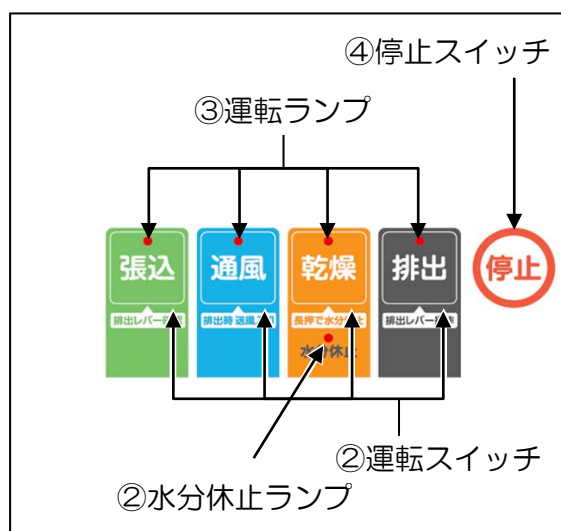 ④停止スイッチ
③運転ランプ
張込
通風
乾燥
排出
停止
排出レバー
排出時 送風
長押で水分
排出レバー
水分休止
②運転スイッチ
②水分休止ランプ